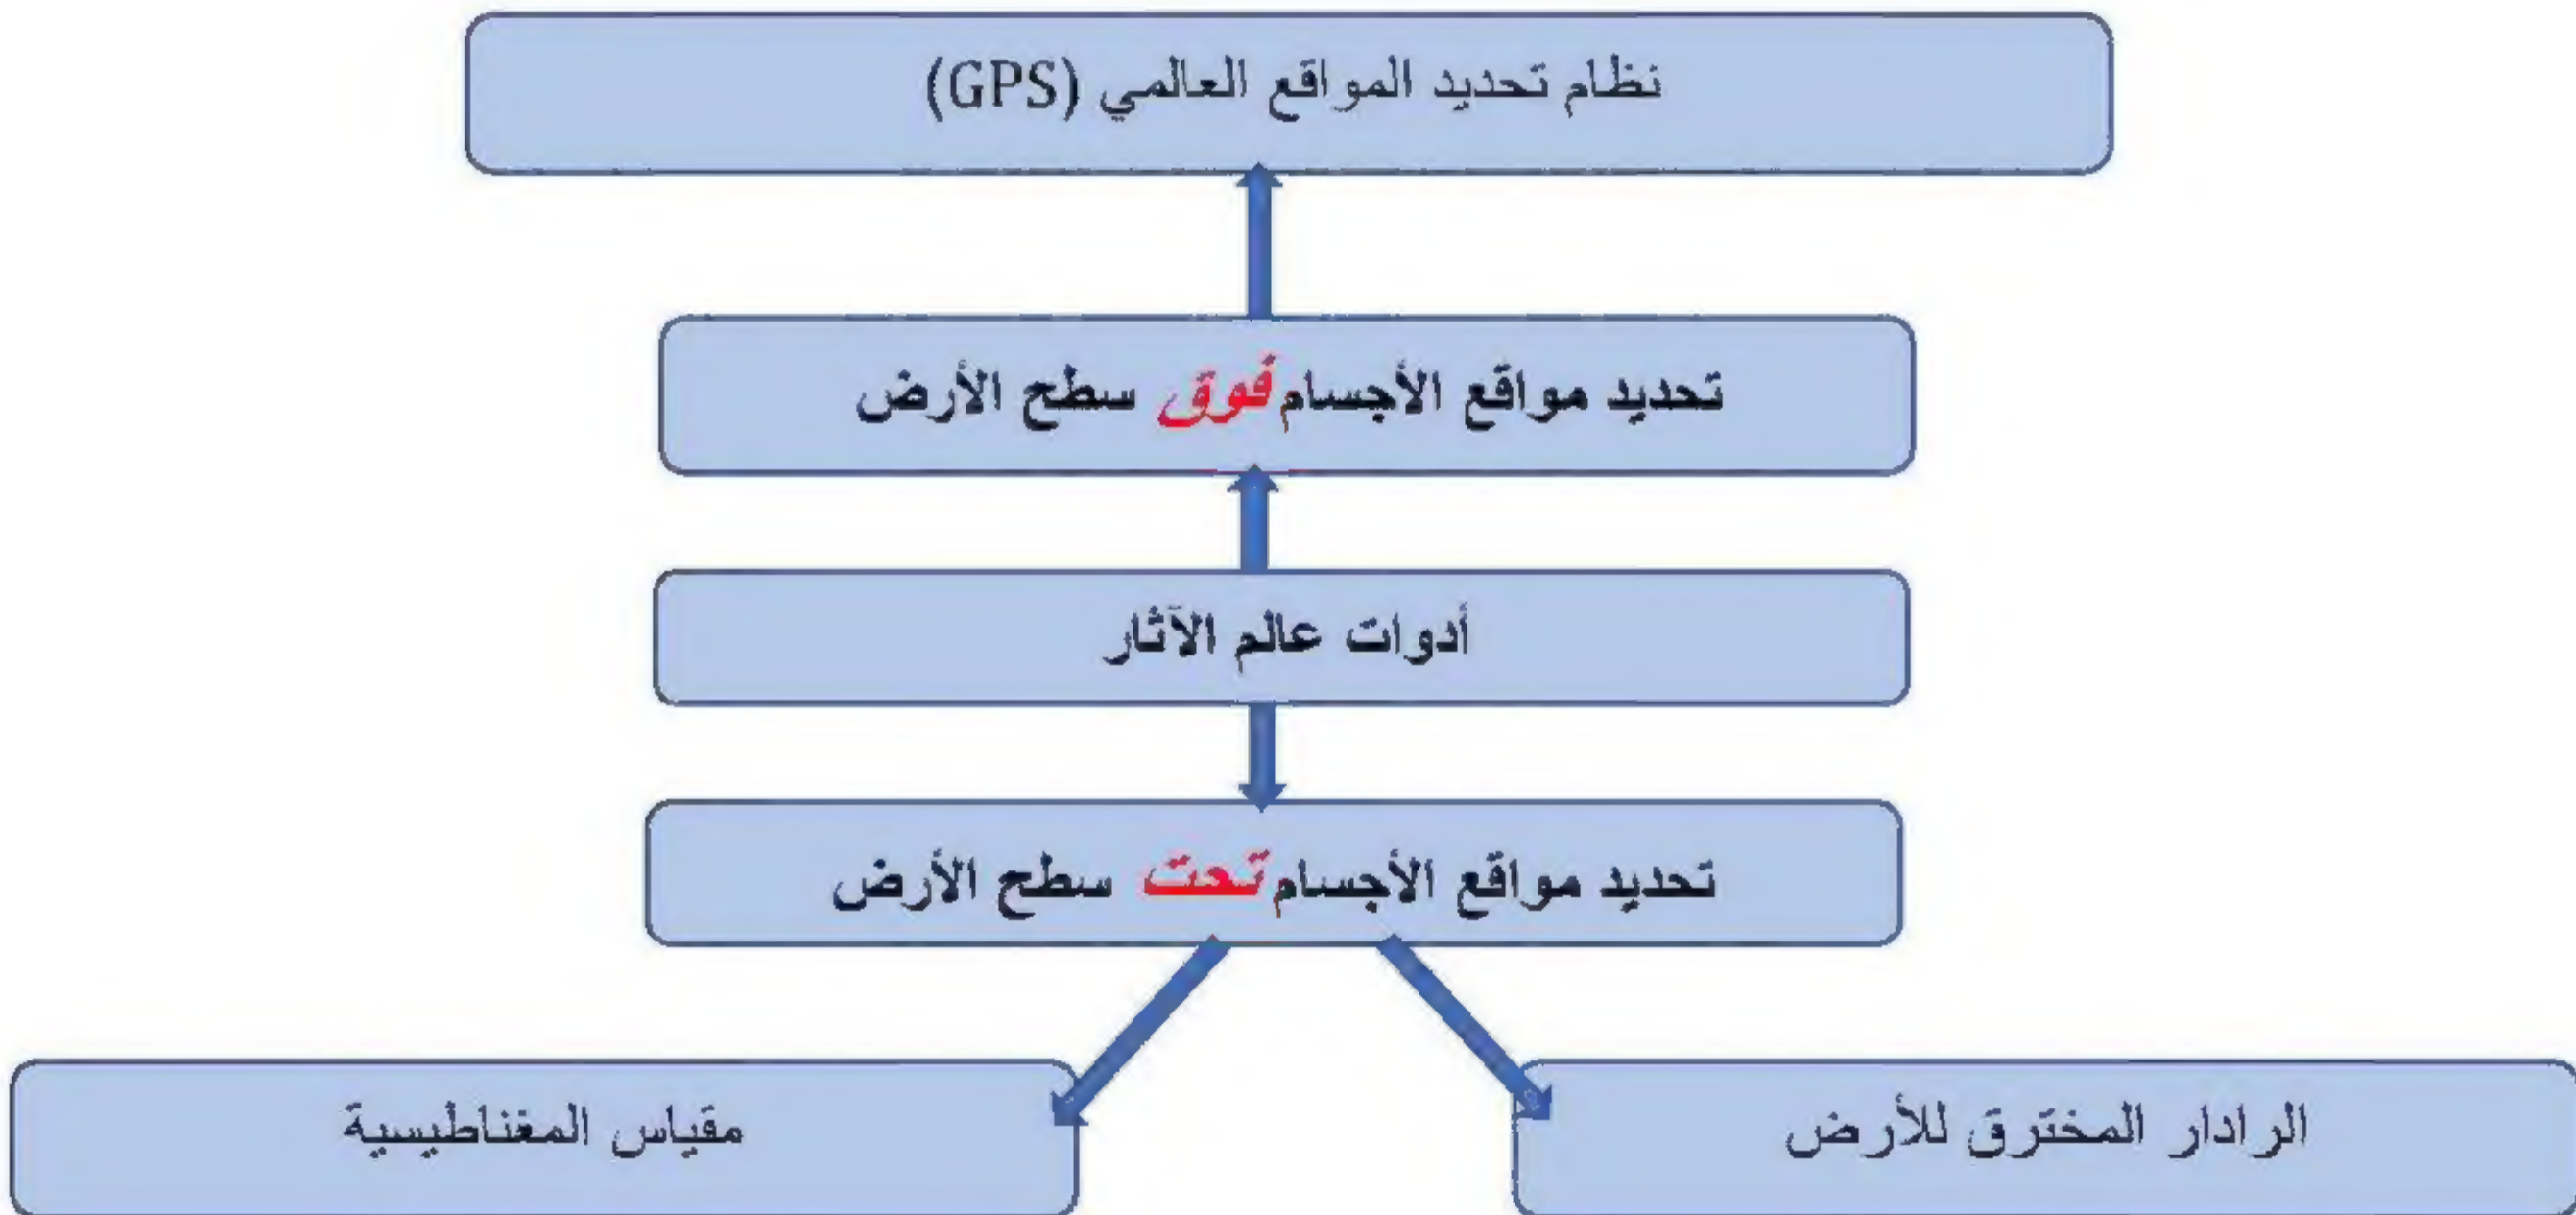 نظام تحديد المواقع العالمي (GPS)
تحديد مواقع الأجسام فوق سطح الأرض
أدوات عالم الآثار
تحديد مواقع الأجسام تحت سطح الأرض
الرادار المخترق للأرض
مقياس المغناطيسية